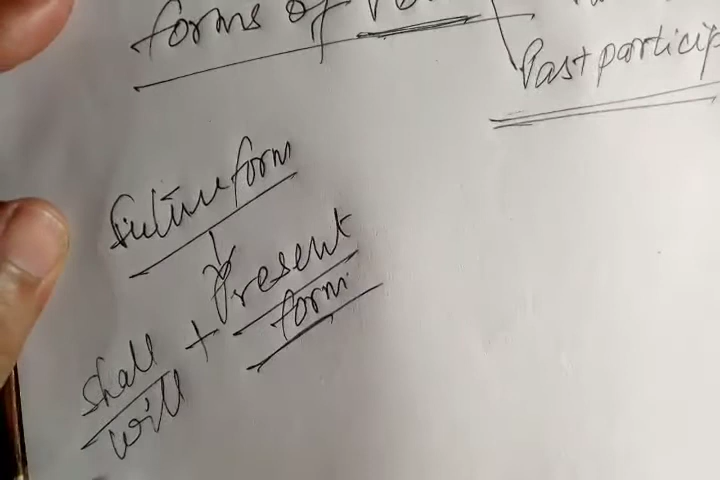 forms of
Past particip
Future form
Present
form
shall +
will